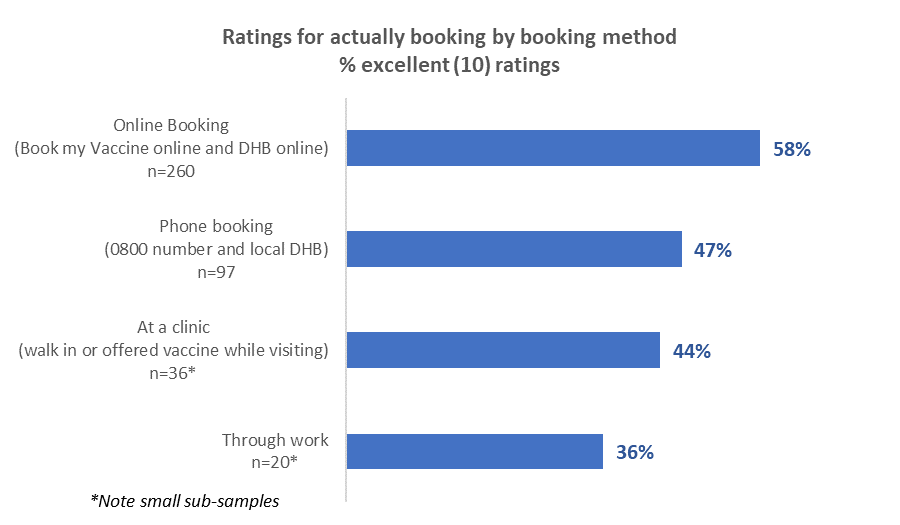 Ratings for actually booking by booking method
% excellent (10) ratings
Online Booking
(Book my Vaccine online and DHB online)
n=260
58%
Phone booking
(0800 number and local DHB)
n=97
47%
At a clinic
(walk in or offered vaccine while visiting)
n=36*
44%
Through work
n=20*
36%
*Note small sub-samples